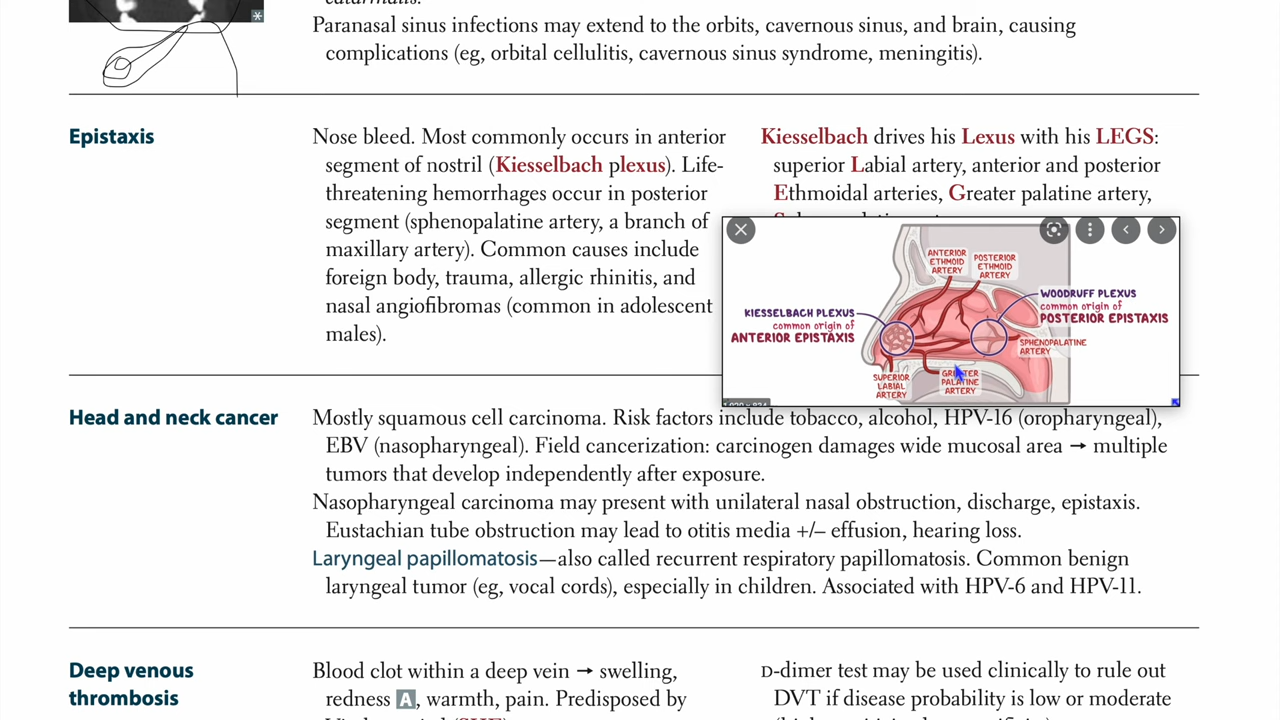 Paranasal sinus infections may extend to the orbits, cavernous sinus, and brain, causing
complications (eg, orbital cellulitis, cavernous sinus syndrome, meningitis).
Epistaxis
Nose bleed. Most commonly occurs in anterior
segment of nostril (Kiesselbach plexus). Life-
threatening hemorrhages occur in posterior
segment (sphenopalatine artery, a branch of
maxillary artery). Common causes include
foreign body, trauma, allergic rhinitis, and
nasal angiofibromas (common in adolescent
males).
Kiesselbach drives his Lexus with his LEGS:
superior Labial artery, anterior and posterior
Ethmoidal arteries, Greater palatine artery,
ANTERIOR
ETHMOID
ARTERY
POSTERIOR
ETHMOID
ARTERY
KIESSELBACH PLEXUS
common origin of
ANTERIOR EPISTAXIS
WOODRUFF PLEXUS
common origin of
POSTERIOR EPISTAXIS
SPHENOPALATINE
ARTERY
SUPERIOR
LABIAL
ARTERY
GREATER
PALATINE
ARTERY
Head and neck cancer
Mostly squamous cell carcinoma. Risk factors include tobacco, alcohol, HPV-16 (oropharyngeal),
EBV (nasopharyngeal). Field cancerization: carcinogen damages wide mucosal area → multiple
tumors that develop independently after exposure.
Nasopharyngeal carcinoma may present with unilateral nasal obstruction, discharge, epistaxis.
Eustachian tube obstruction may lead to otitis media +/– effusion, hearing loss.
Laryngeal papillomatosis—also called recurrent respiratory papillomatosis. Common benign
laryngeal tumor (eg, vocal cords), especially in children. Associated with HPV-6 and HPV-11.
Deep venous
thrombosis
Blood clot within a deep vein → swelling,
redness A, warmth, pain. Predisposed by
D-dimer test may be used clinically to rule out
DVT if disease probability is low or moderate